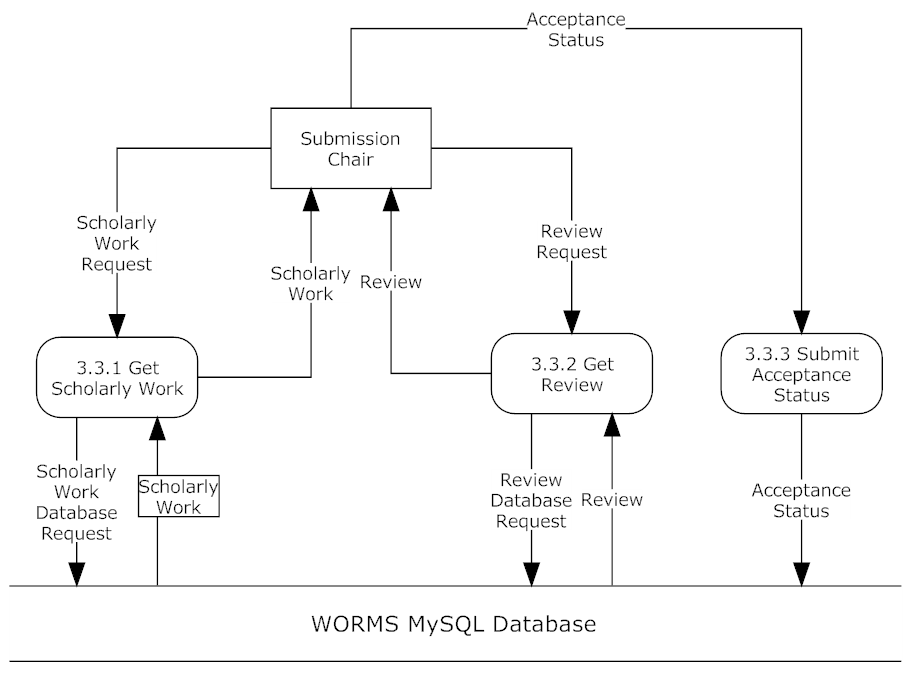 Acceptance
Status
Submission
Chair
Scholarly
Work
Request
Review
Request
Scholarly
Work
Review
3.3.1 Get
Scholarly Work
3.3.2 Get
Review
3.3.3 Submit
Acceptance
Status
Scholarly
Work
Database
Request
Scholarly
Work
Review
Database
Request
Review
Acceptance
Status
WORMS MySQL Database